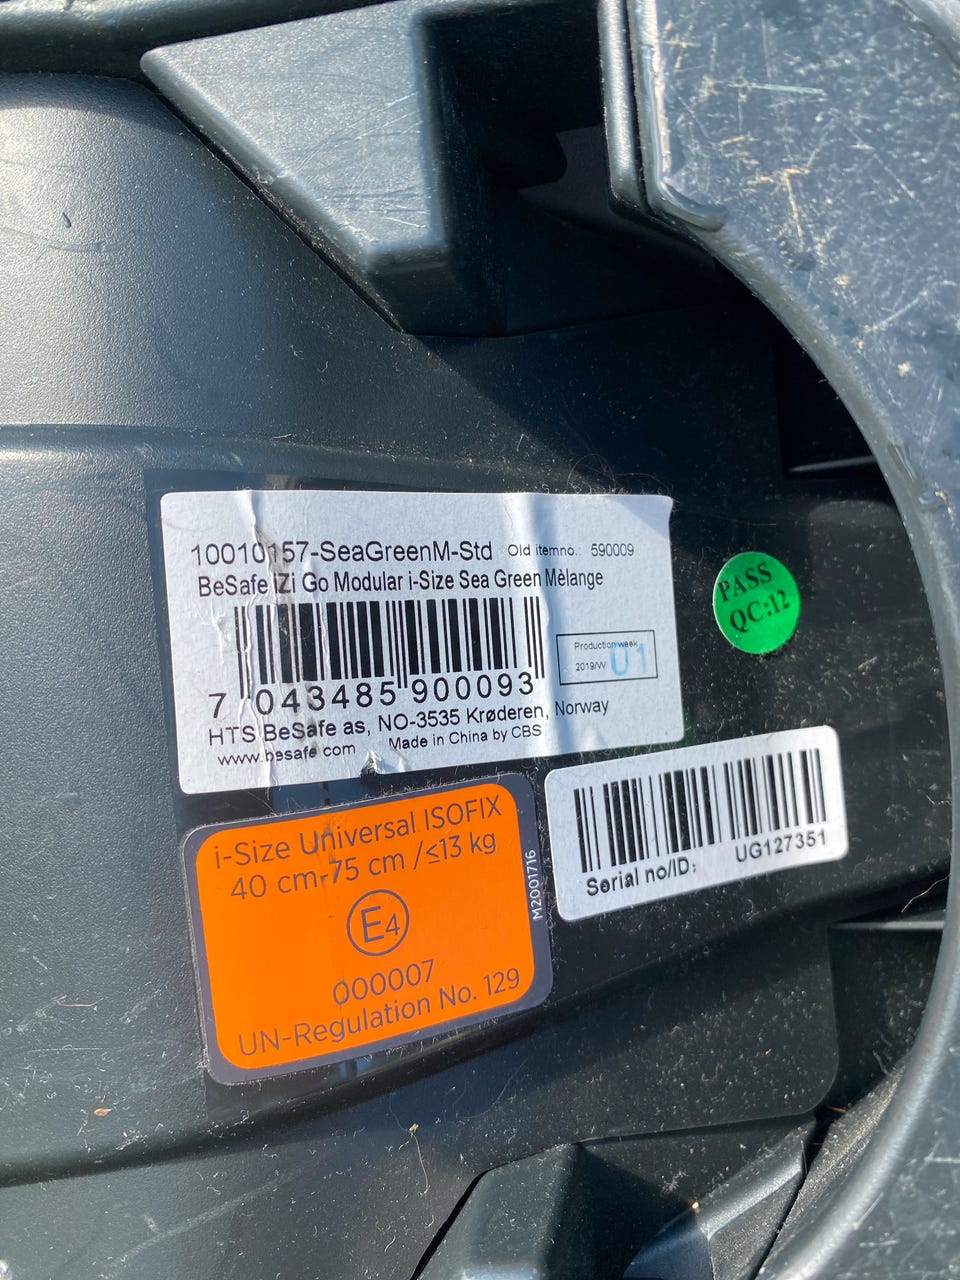 10010157-SeaGreenM-Std Old itemno.: 590009
BeSafe iZi Go Modular i-Size Sea Green Mèlange
Production week
2019/W
7 043485 900093
HTS BeSafe as, NO-3535 Krøderen, Norway
www.besafe.com Made in China by CBS
PASS
QC:12
Serial no/ID: UG127351
i-Size Universal ISOFIX
40 cm-75 cm /≤13 kg
E4
000007
UN-Regulation No. 129
M2001716